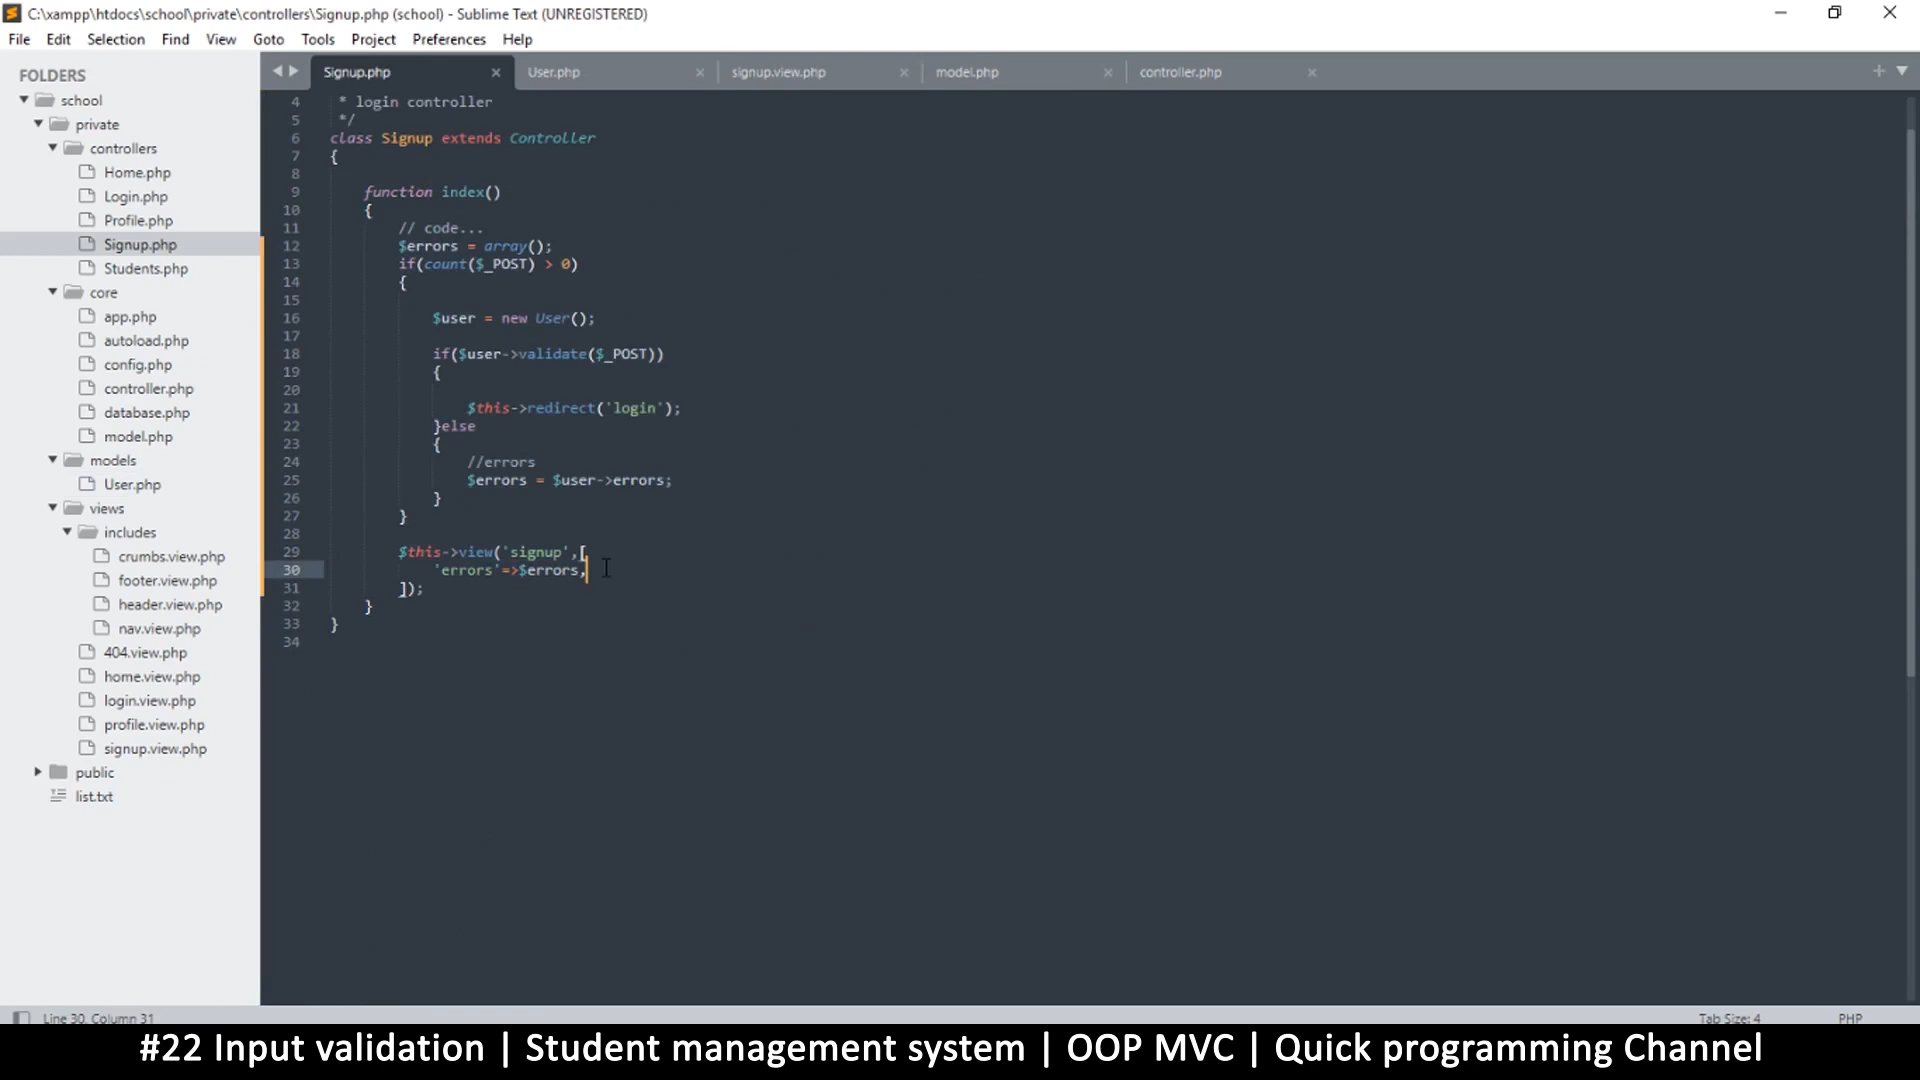 C:\xampp\htdocs\school\private\controllers\Signup.php (school) - Sublime Text (UNREGISTERED)
File Edit Selection Find View Goto Tools Project Preferences Help
FOLDERS
school
private
controllers
Home.php
Login.php
Profile.php
Signup.php
Students.php
core
app.php
autoload.php
config.php
controller.php
database.php
model.php
models
User.php
views
includes
crumbs.view.php
footer.view.php
header.view.php
nav.view.php
404.view.php
home.view.php
login.view.php
profile.view.php
signup.view.php
public
list.txt
Signup.php User.php signup.view.php model.php controller.php
4 * login controller
5 */
6 class Signup extends Controller
7 {
8
9 function index()
10 {
11 // code...
12 $errors = array();
13 if(count($_POST) > 0)
14 {
15
16 $user = new User();
17
18 if($user->validate($_POST))
19 {
20
21 $this->redirect('login');
22 }else
23 {
24 //errors
25 $errors = $user->errors;
26 }
27 }
28
29 $this->view('signup',[
30 'errors'=>$errors,
31 ]);
32 }
33 }
34
Line 30, Column 31 Tab Size: 4 PHP
#22 Input validation | Student management system | OOP MVC | Quick programming Channel